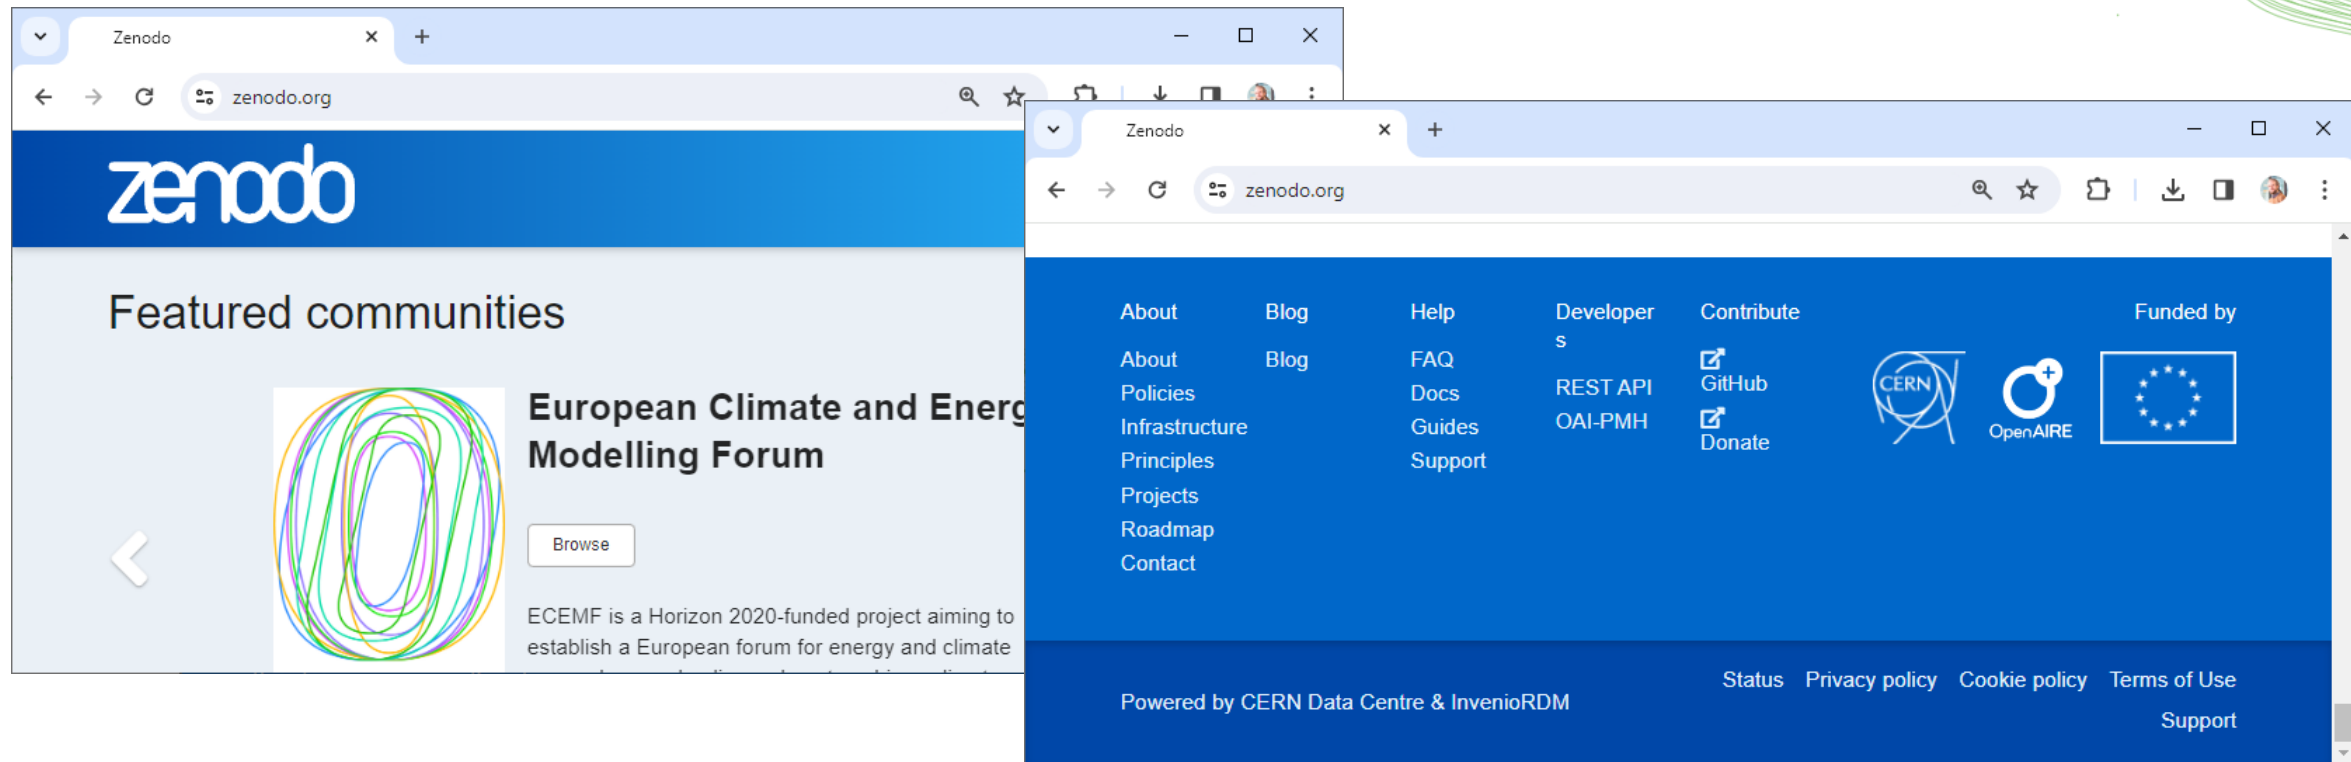 Zenodo
zenodo.org
zenodo
Featured communities
European Climate and Energ
Modelling Forum
Browse
ECEMF is a Horizon 2020-funded project aiming to
establish a European forum for energy and climate
Zenodo
zenodo.org
About
Policies
Infrastructure
Principles
Projects
Roadmap
Contact
About
Blog
Blog
Help
FAQ
Docs
Guides
Support
Developer
s
REST API
OAI-PMH
Contribute
GitHub
Donate
Funded by
CERN
OpenAIRE
Powered by CERN Data Centre & InvenioRDM
Status Privacy policy Cookie policy Terms of Use
Support